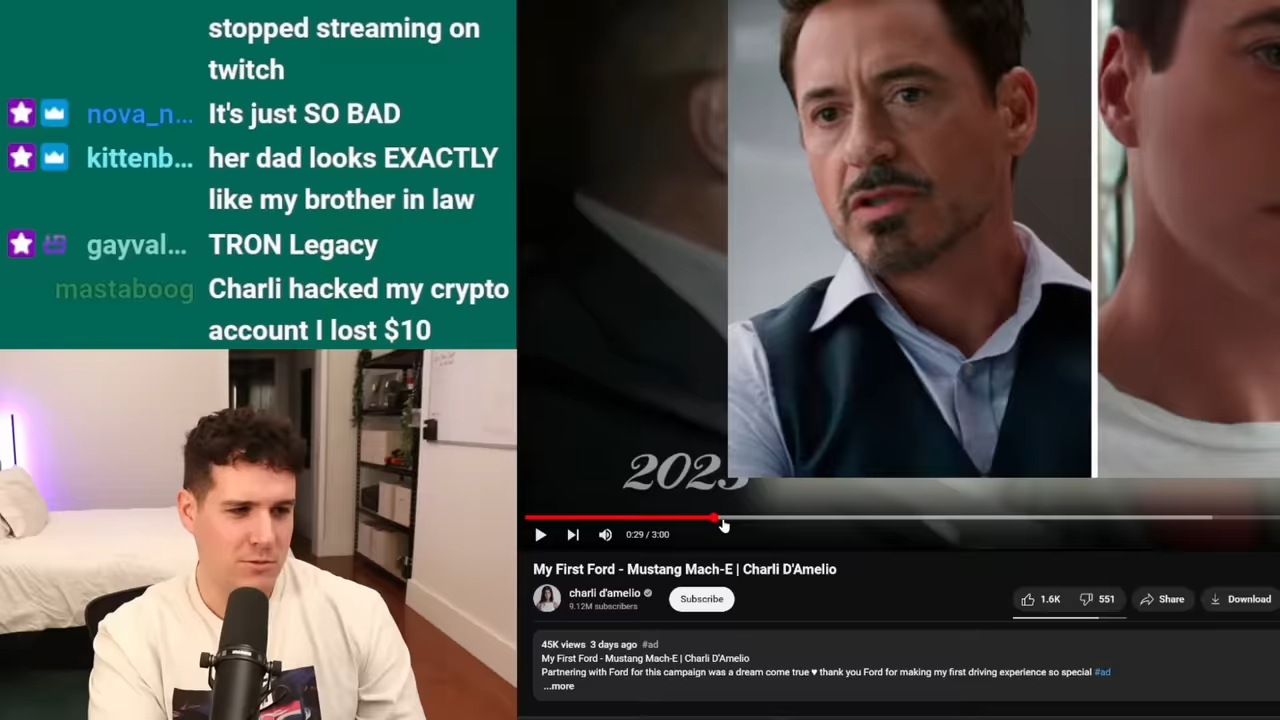 stopped streaming on
twitch
nova_n... It's just SO BAD
kittenb... her dad looks EXACTLY
like my brother in law
gayval... TRON Legacy
mastaboog Charli hacked my crypto
account I lost $10
2023
0:29 / 3:00
My First Ford - Mustang Mach-E | Charli D'Amelio
charli d'amelio
9.12M subscribers
Subscribe
1.6K
551
Share
Download
45K views 3 days ago #ad
My First Ford - Mustang Mach-E | Charli D'Amelio
Partnering with Ford for this campaign was a dream come true ♥ thank you Ford for making my first driving experience so special #ad
...more